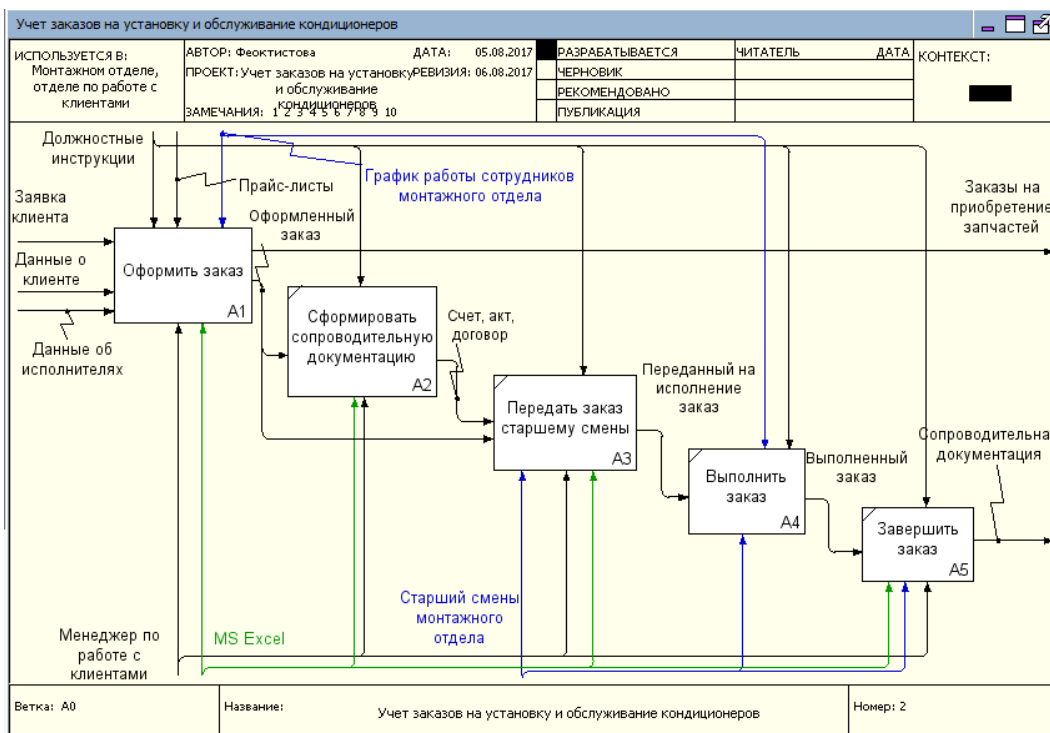 Учет заказов на установку и обслуживание кондиционеров
ИСПОЛЬЗУЕТСЯ В:
Монтажном отделе,
отделе по работе с
клиентами
АВТОР: Феоктистова
ДАТА: 05.08.2017
ПРОЕКТ: Учет заказов на установку
и обслуживание
кондиционеров
РЕВИЗИЯ: 06.08.2017
ЗАМЕЧАНИЯ: 1 2 3 4 5 6 7 8 9 10
РАЗРАБАТЫВАЕТСЯ
ЧЕРНОВИК
РЕКОМЕНДОВАНО
ПУБЛИКАЦИЯ
ЧИТАТЕЛЬ
ДАТА
КОНТЕКСТ:
Должностные
инструкции
Прайс-листы
График работы сотрудников
монтажного отдела
Заявка
клиента
Оформленный
заказ
Заказы на
приобретение
запчастей
Данные о
клиенте
Оформить заказ
A1
Данные об
исполнителях
Сформировать
сопроводительную
документацию
A2
Счет, акт,
договор
Передать заказ
старшему смены
A3
Переданный на
исполнение
заказ
Выполнить
заказ
A4
Выполненный
заказ
Сопроводительна
документация
Завершить
заказ
A5
Старший смены
монтажного
отдела
MS Excel
Менеджер по
работе с
клиентами
Ветка: A0
Название:
Учет заказов на установку и обслуживание кондиционеров
Номер: 2